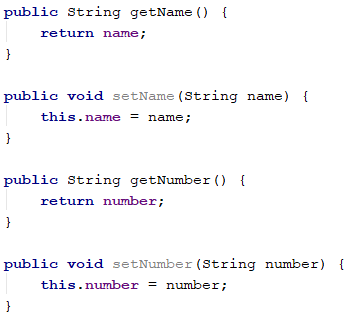 public String getName() {
    return name;
}

public void setName(String name) {
    this.name = name;
}

public String getNumber() {
    return number;
}

public void setNumber(String number) {
    this.number = number;
}